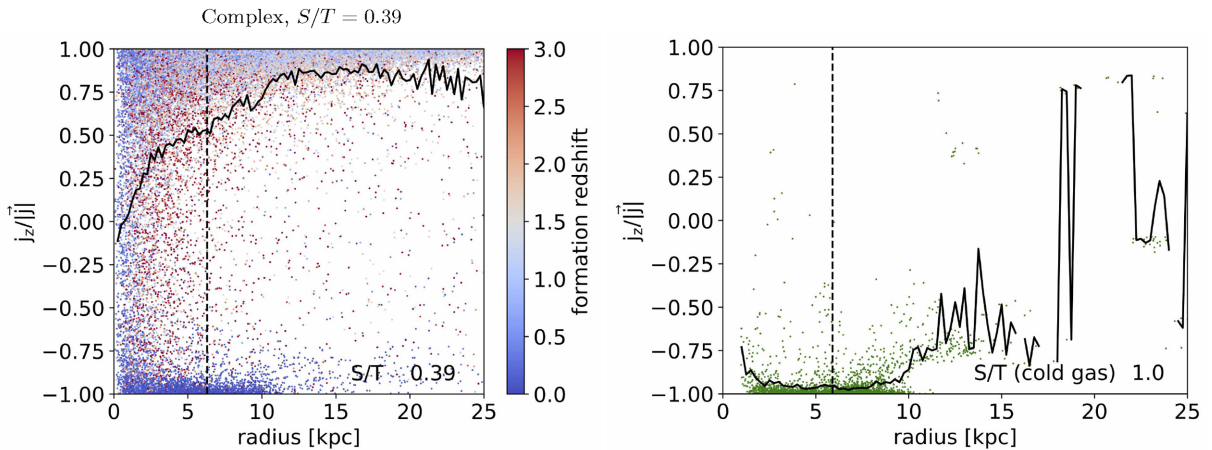 Complex, S/T = 0.39
1.00
0.75
0.50
0.25
0.00
−0.25
−0.50
−0.75
−1.00
j_z/|j⃗|
S/T 0.39
0 5 10 15 20 25
radius [kpc]
3.0
2.5
2.0
1.5
1.0
0.5
0.0
formation redshift
1.00
0.75
0.50
0.25
0.00
−0.25
−0.50
−0.75
−1.00
j_z/|j⃗|
S/T (cold gas) 1.0
0 5 10 15 20 25
radius [kpc]